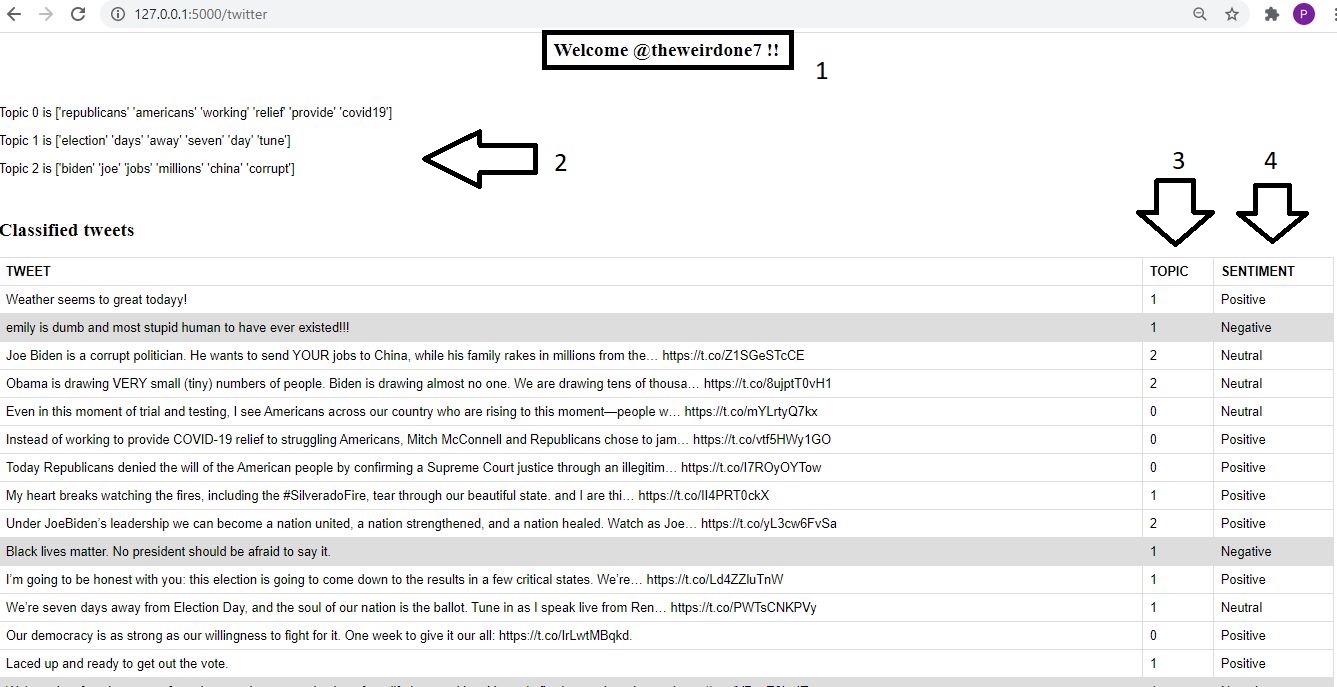 127.0.0.1:5000/twitter
P
Welcome @theweirdone7 !!
1
Topic 0 is ['republicans' 'americans' 'working' 'relief' 'provide' 'covid19']
Topic 1 is ['election' 'days' 'away' 'seven' 'day' 'tune']
2
Topic 2 is ['biden' 'joe' 'jobs' 'millions' 'china' 'corrupt']
3 4
Classified tweets
TWEET TOPIC SENTIMENT
Weather seems to great todayy! 1 Positive
emily is dumb and most stupid human to have ever existed!!! 1 Negative
Joe Biden is a corrupt politician. He wants to send YOUR jobs to China, while his family rakes in millions from the… https://t.co/Z1SGeSTcCE 2 Neutral
Obama is drawing VERY small (tiny) numbers of people. Biden is drawing almost no one. We are drawing tens of thousa… https://t.co/8ujptT0vH1 2 Neutral
Even in this moment of trial and testing, I see Americans across our country who are rising to this moment—people w… https://t.co/mYLrtyQ7kx 0 Neutral
Instead of working to provide COVID-19 relief to struggling Americans, Mitch McConnell and Republicans chose to jam… https://t.co/vtf5HWy1GO 0 Positive
Today Republicans denied the will of the American people by confirming a Supreme Court justice through an illegitim… https://t.co/I7ROyOYTow 0 Positive
My heart breaks watching the fires, including the #SilveradoFire, tear through our beautiful state. and I are thi… https://t.co/II4PRT0ckX 1 Positive
Under JoeBiden’s leadership we can become a nation united, a nation strengthened, and a nation healed. Watch as Joe… https://t.co/yL3cw6FvSa 2 Positive
Black lives matter. No president should be afraid to say it. 1 Negative
I’m going to be honest with you: this election is going to come down to the results in a few critical states. We’re… https://t.co/Ld4ZZIuTnW 1 Positive
We’re seven days away from Election Day, and the soul of our nation is the ballot. Tune in as I speak live from Ren… https://t.co/PWTsCNKPVy 1 Neutral
Our democracy is as strong as our willingness to fight for it. One week to give it our all: https://t.co/IrLwtMBqkd. 0 Positive
Laced up and ready to get out the vote. 1 Positive